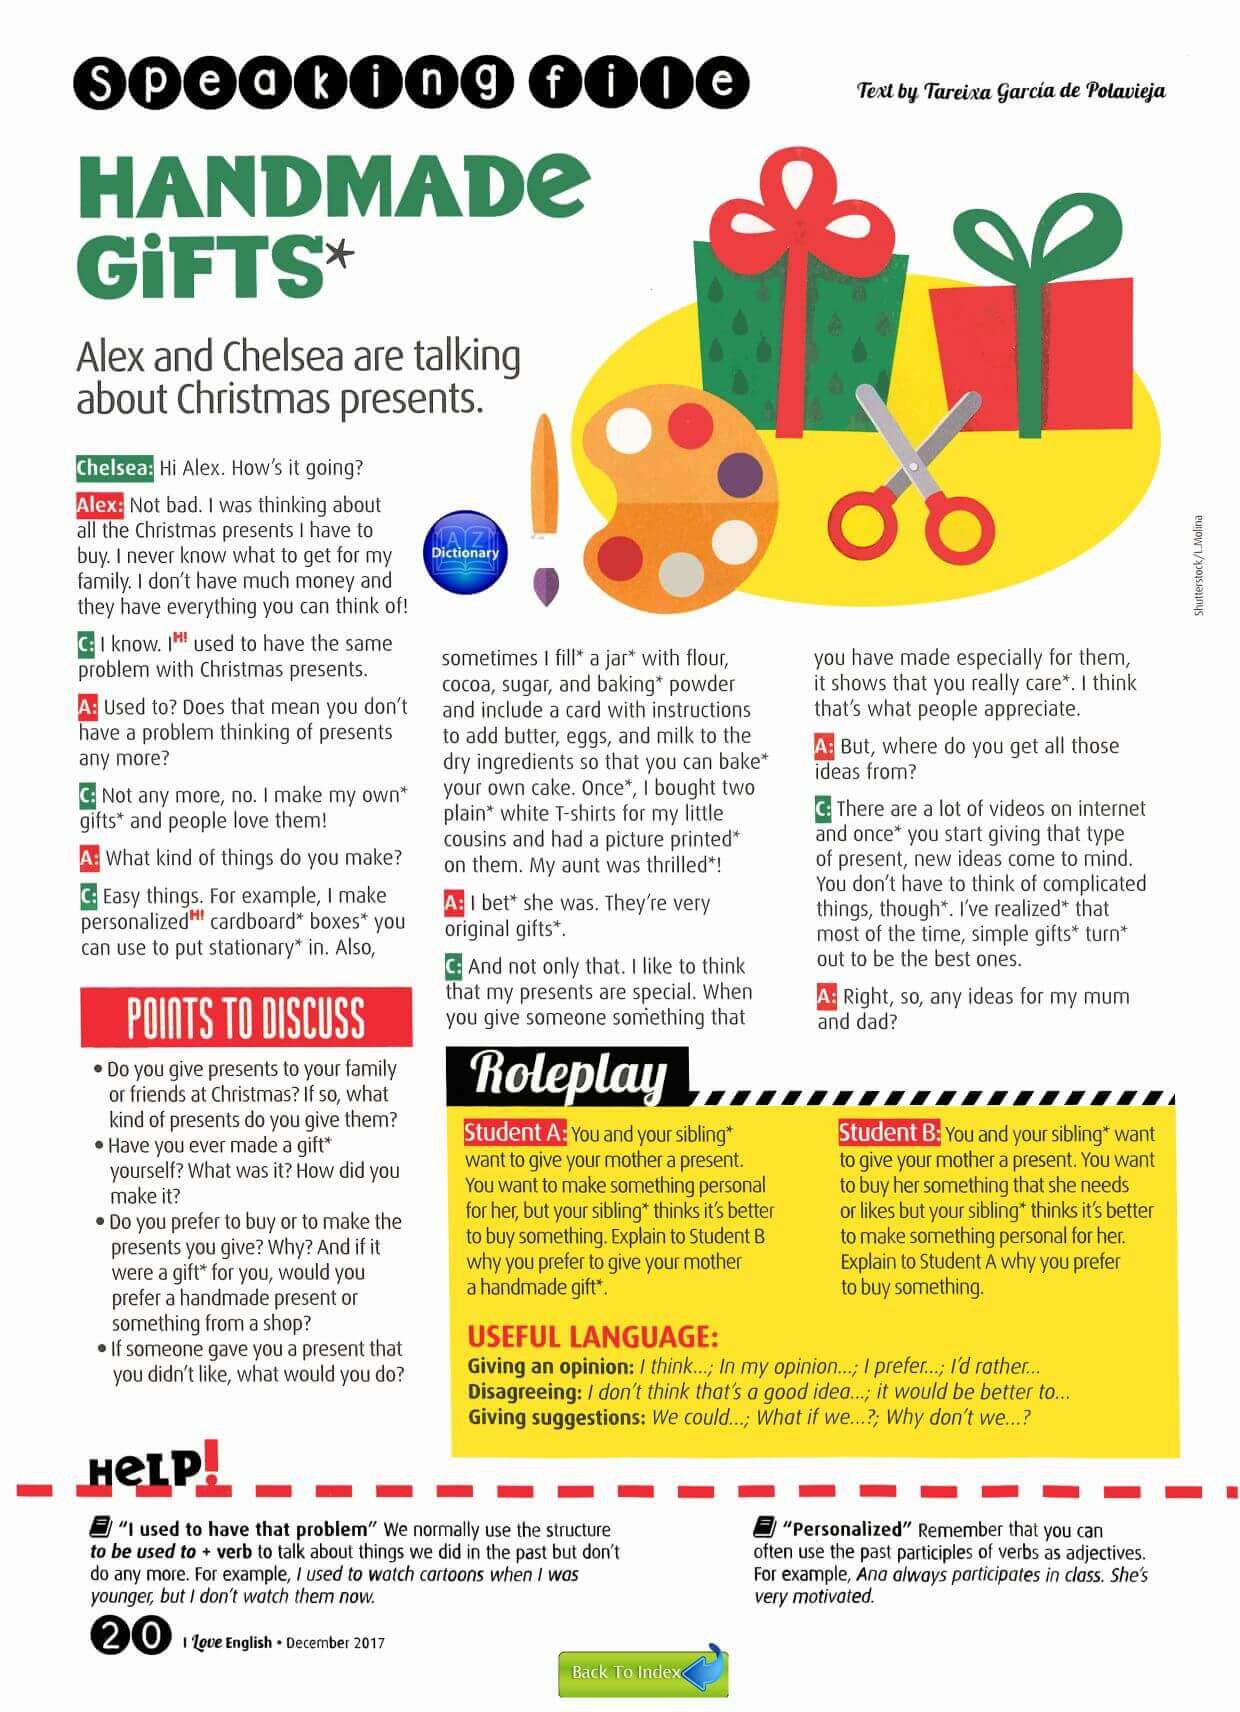 Speaking file
Text by Tareixa García de Polavieja
HANDMADE
GiFTS*
Alex and Chelsea are talking
about Christmas presents.
Chelsea: Hi Alex. How's it going?
Alex: Not bad. I was thinking about
all the Christmas presents I have to
buy. I never know what to get for my
family. I don't have much money and
they have everything you can think of!
C: I know. I H! used to have the same
problem with Christmas presents.
A: Used to? Does that mean you don't
have a problem thinking of presents
any more?
C: Not any more, no. I make my own*
gifts* and people love them!
A: What kind of things do you make?
C: Easy things. For example, I make
personalized H! cardboard* boxes* you
can use to put stationary* in. Also,
A Z
Dictionary
sometimes I fill* a jar* with flour,
cocoa, sugar, and baking* powder
and include a card with instructions
to add butter, eggs, and milk to the
dry ingredients so that you can bake*
your own cake. Once*, I bought two
plain* white T-shirts for my little
cousins and had a picture printed*
on them. My aunt was thrilled*!
A: I bet* she was. They're very
original gifts*.
C: And not only that. I like to think
that my presents are special. When
you give someone something that
you have made especially for them,
it shows that you really care*. I think
that's what people appreciate.
A: But, where do you get all those
ideas from?
C: There are a lot of videos on internet
and once* you start giving that type
of present, new ideas come to mind.
You don't have to think of complicated
things, though*. I've realized* that
most of the time, simple gifts* turn*
out to be the best ones.
A: Right, so, any ideas for my mum
and dad?
Shutterstock/L.Molina
POINTS TO DISCUSS
• Do you give presents to your family
or friends at Christmas? If so, what
kind of presents do you give them?
• Have you ever made a gift*
yourself? What was it? How did you
make it?
• Do you prefer to buy or to make the
presents you give? Why? And if it
were a gift* for you, would you
prefer a handmade present or
something from a shop?
• If someone gave you a present that
you didn't like, what would you do?
Roleplay
Student A: You and your sibling*
want to give your mother a present.
You want to make something personal
for her, but your sibling* thinks it's better
to buy something. Explain to Student B
why you prefer to give your mother
a handmade gift*.
Student B: You and your sibling* want
to give your mother a present. You want
to buy her something that she needs
or likes but your sibling* thinks it's better
to make something personal for her.
Explain to Student A why you prefer
to buy something.
USEFUL LANGUAGE:
Giving an opinion: I think...; In my opinion...; I prefer...; I'd rather...
Disagreeing: I don't think that's a good idea...; it would be better to...
Giving suggestions: We could...; What if we...?; Why don't we...?
HeLP!
"I used to have that problem" We normally use the structure
to be used to + verb to talk about things we did in the past but don't
do any more. For example, I used to watch cartoons when I was
younger, but I don't watch them now.
"Personalized" Remember that you can
often use the past participles of verbs as adjectives.
For example, Ana always participates in class. She's
very motivated.
20 I Love English • December 2017
Back To Index